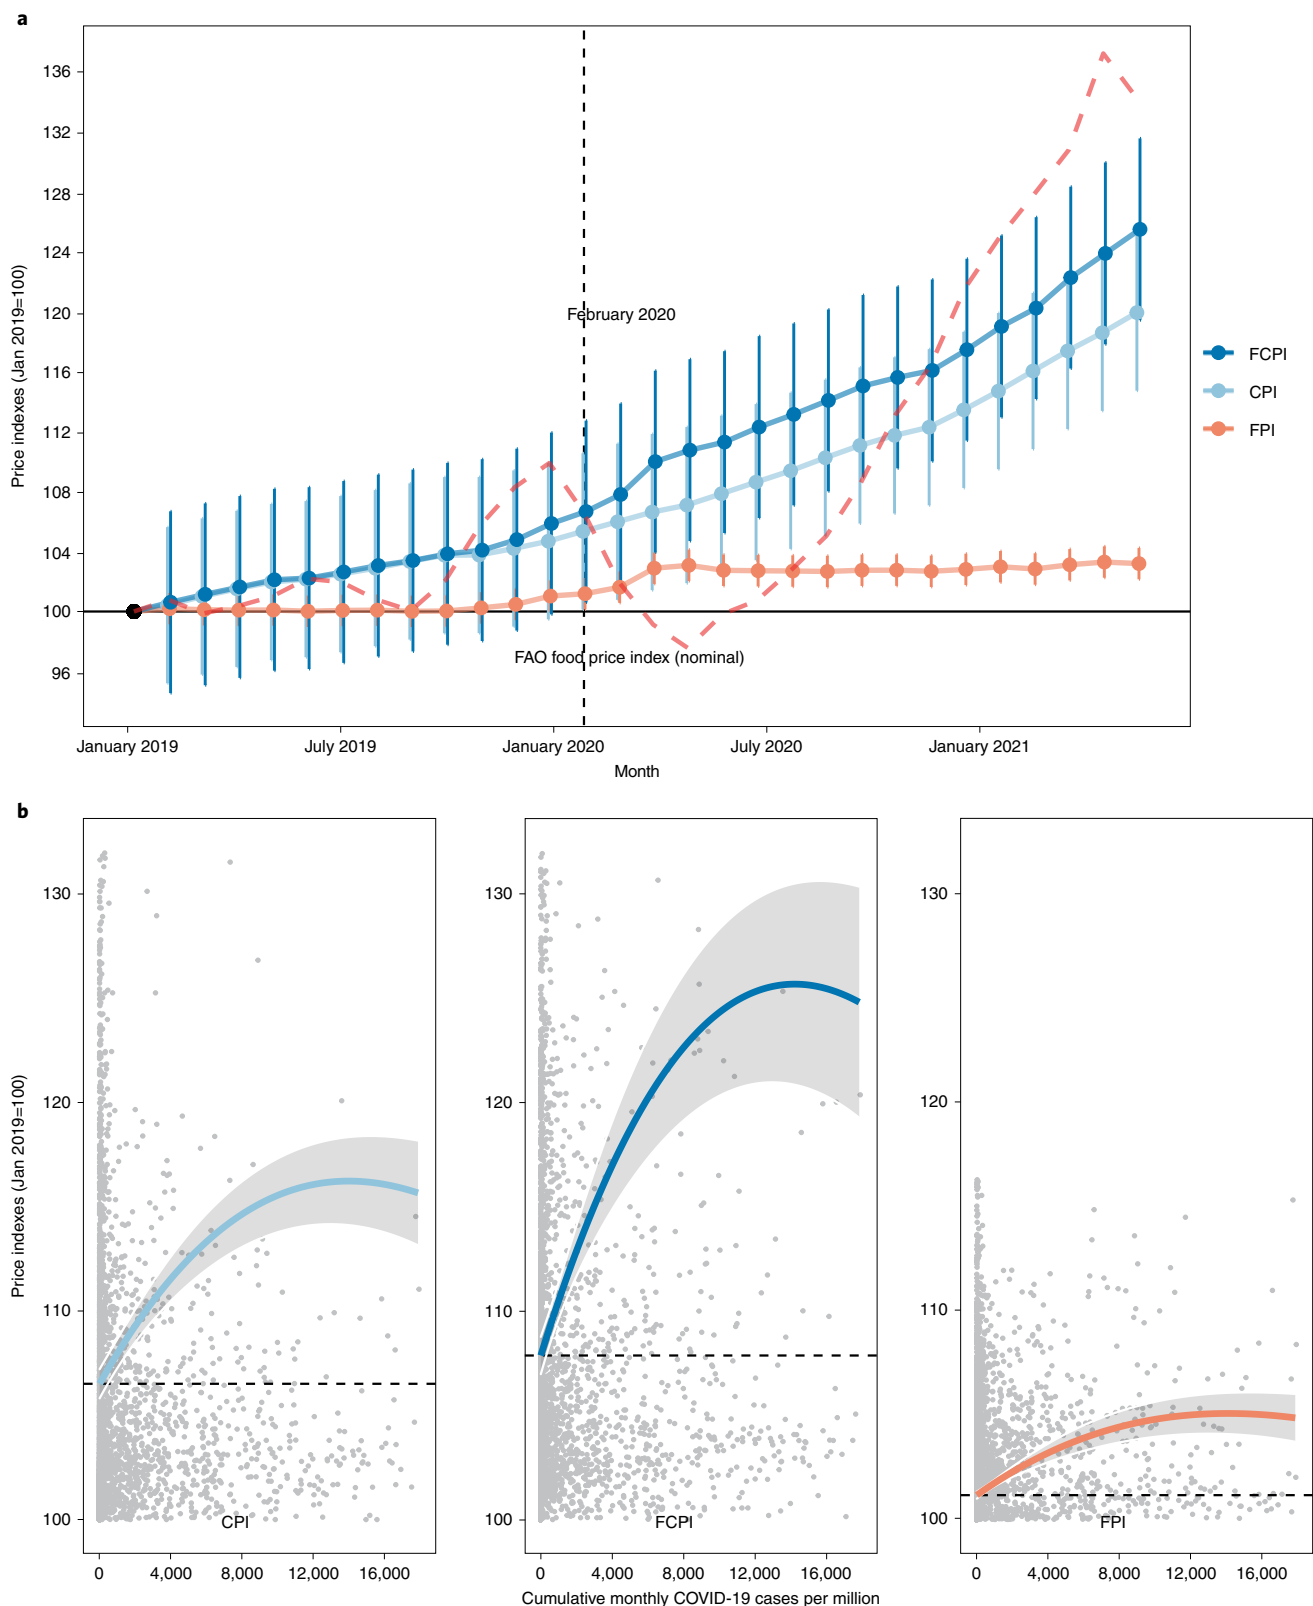 a
136
132
128
124
120
116
112
108
104
100
96
Price indexes (Jan 2019=100)
February 2020
FAO food price index (nominal)
FCPI
CPI
FPI
January 2019
July 2019
January 2020
July 2020
January 2021
Month
b
Price indexes (Jan 2019=100)
130
120
110
100
CPI
0
4,000
8,000
12,000
16,000
130
120
110
100
FCPI
0
4,000
8,000
12,000
16,000
130
120
110
100
FPI
0
4,000
8,000
12,000
16,000
Cumulative monthly COVID-19 cases per million